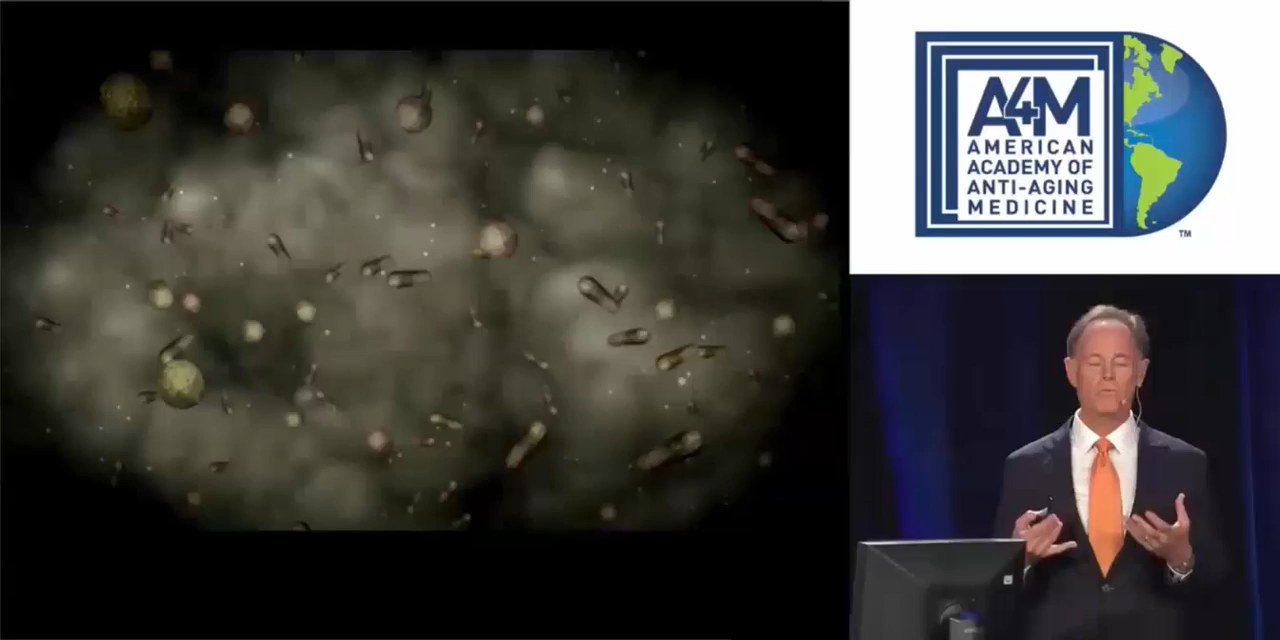 A4M
AMERICAN
ACADEMY OF
ANTI-AGING
MEDICINE
TM